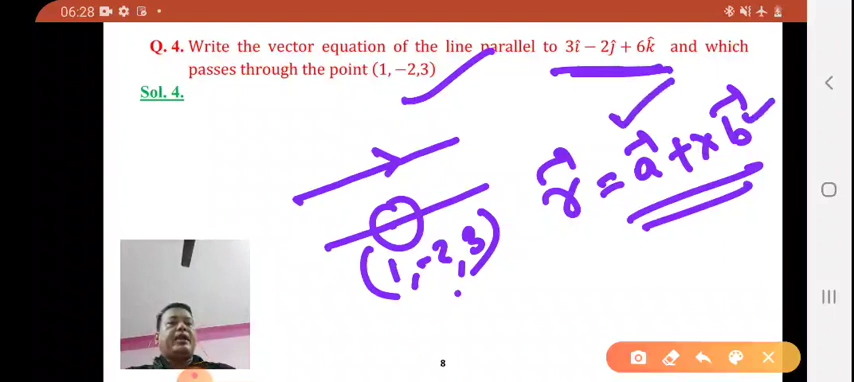 06:28
Q. 4. Write the vector equation of the line parallel to 3î − 2ĵ + 6k̂ and which
passes through the point (1, −2,3)
Sol. 4.
r⃗ = a⃗ + x b⃗
(1, -2, 3)
8